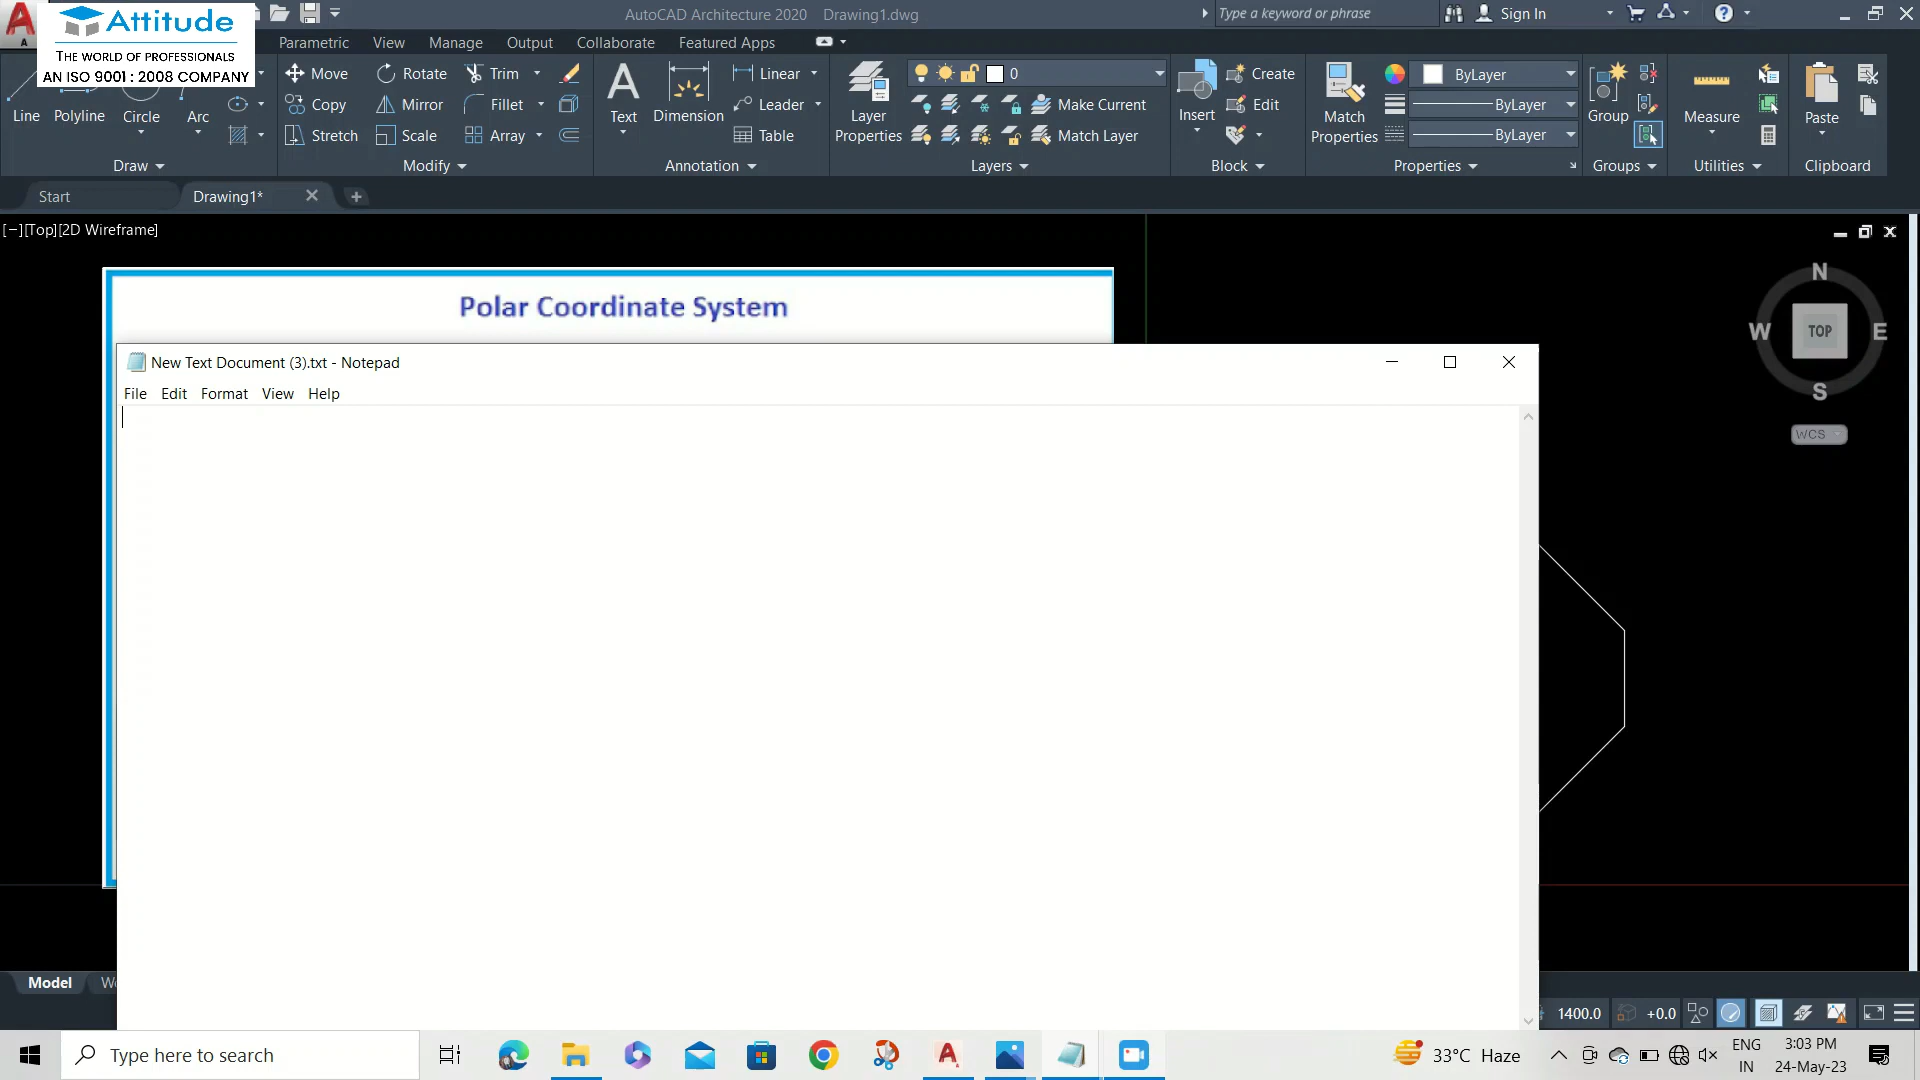 Attitude
THE WORLD OF PROFESSIONALS
AN ISO 9001 : 2008 COMPANY
A
AutoCAD Architecture 2020 Drawing1.dwg
Type a keyword or phrase
Sign In
Parametric View Manage Output Collaborate Featured Apps
Line Polyline Circle Arc
Draw
Move Rotate Trim
Copy Mirror Fillet
Stretch Scale Array
Modify
Text Dimension
Linear
Leader
Table
Annotation
Layer Properties
0
Make Current
Match Layer
Layers
Insert
Create
Edit
Block
Match Properties
ByLayer
ByLayer
ByLayer
Properties
Group
Groups
Measure
Utilities
Paste
Clipboard
Start Drawing1*
[−][Top][2D Wireframe]
N
W TOP E
S
WCS
Polar Coordinate System
New Text Document (3).txt - Notepad
File Edit Format View Help
Model
1400.0 +0.0
Type here to search
33°C Haze
ENG
IN
3:03 PM
24-May-23